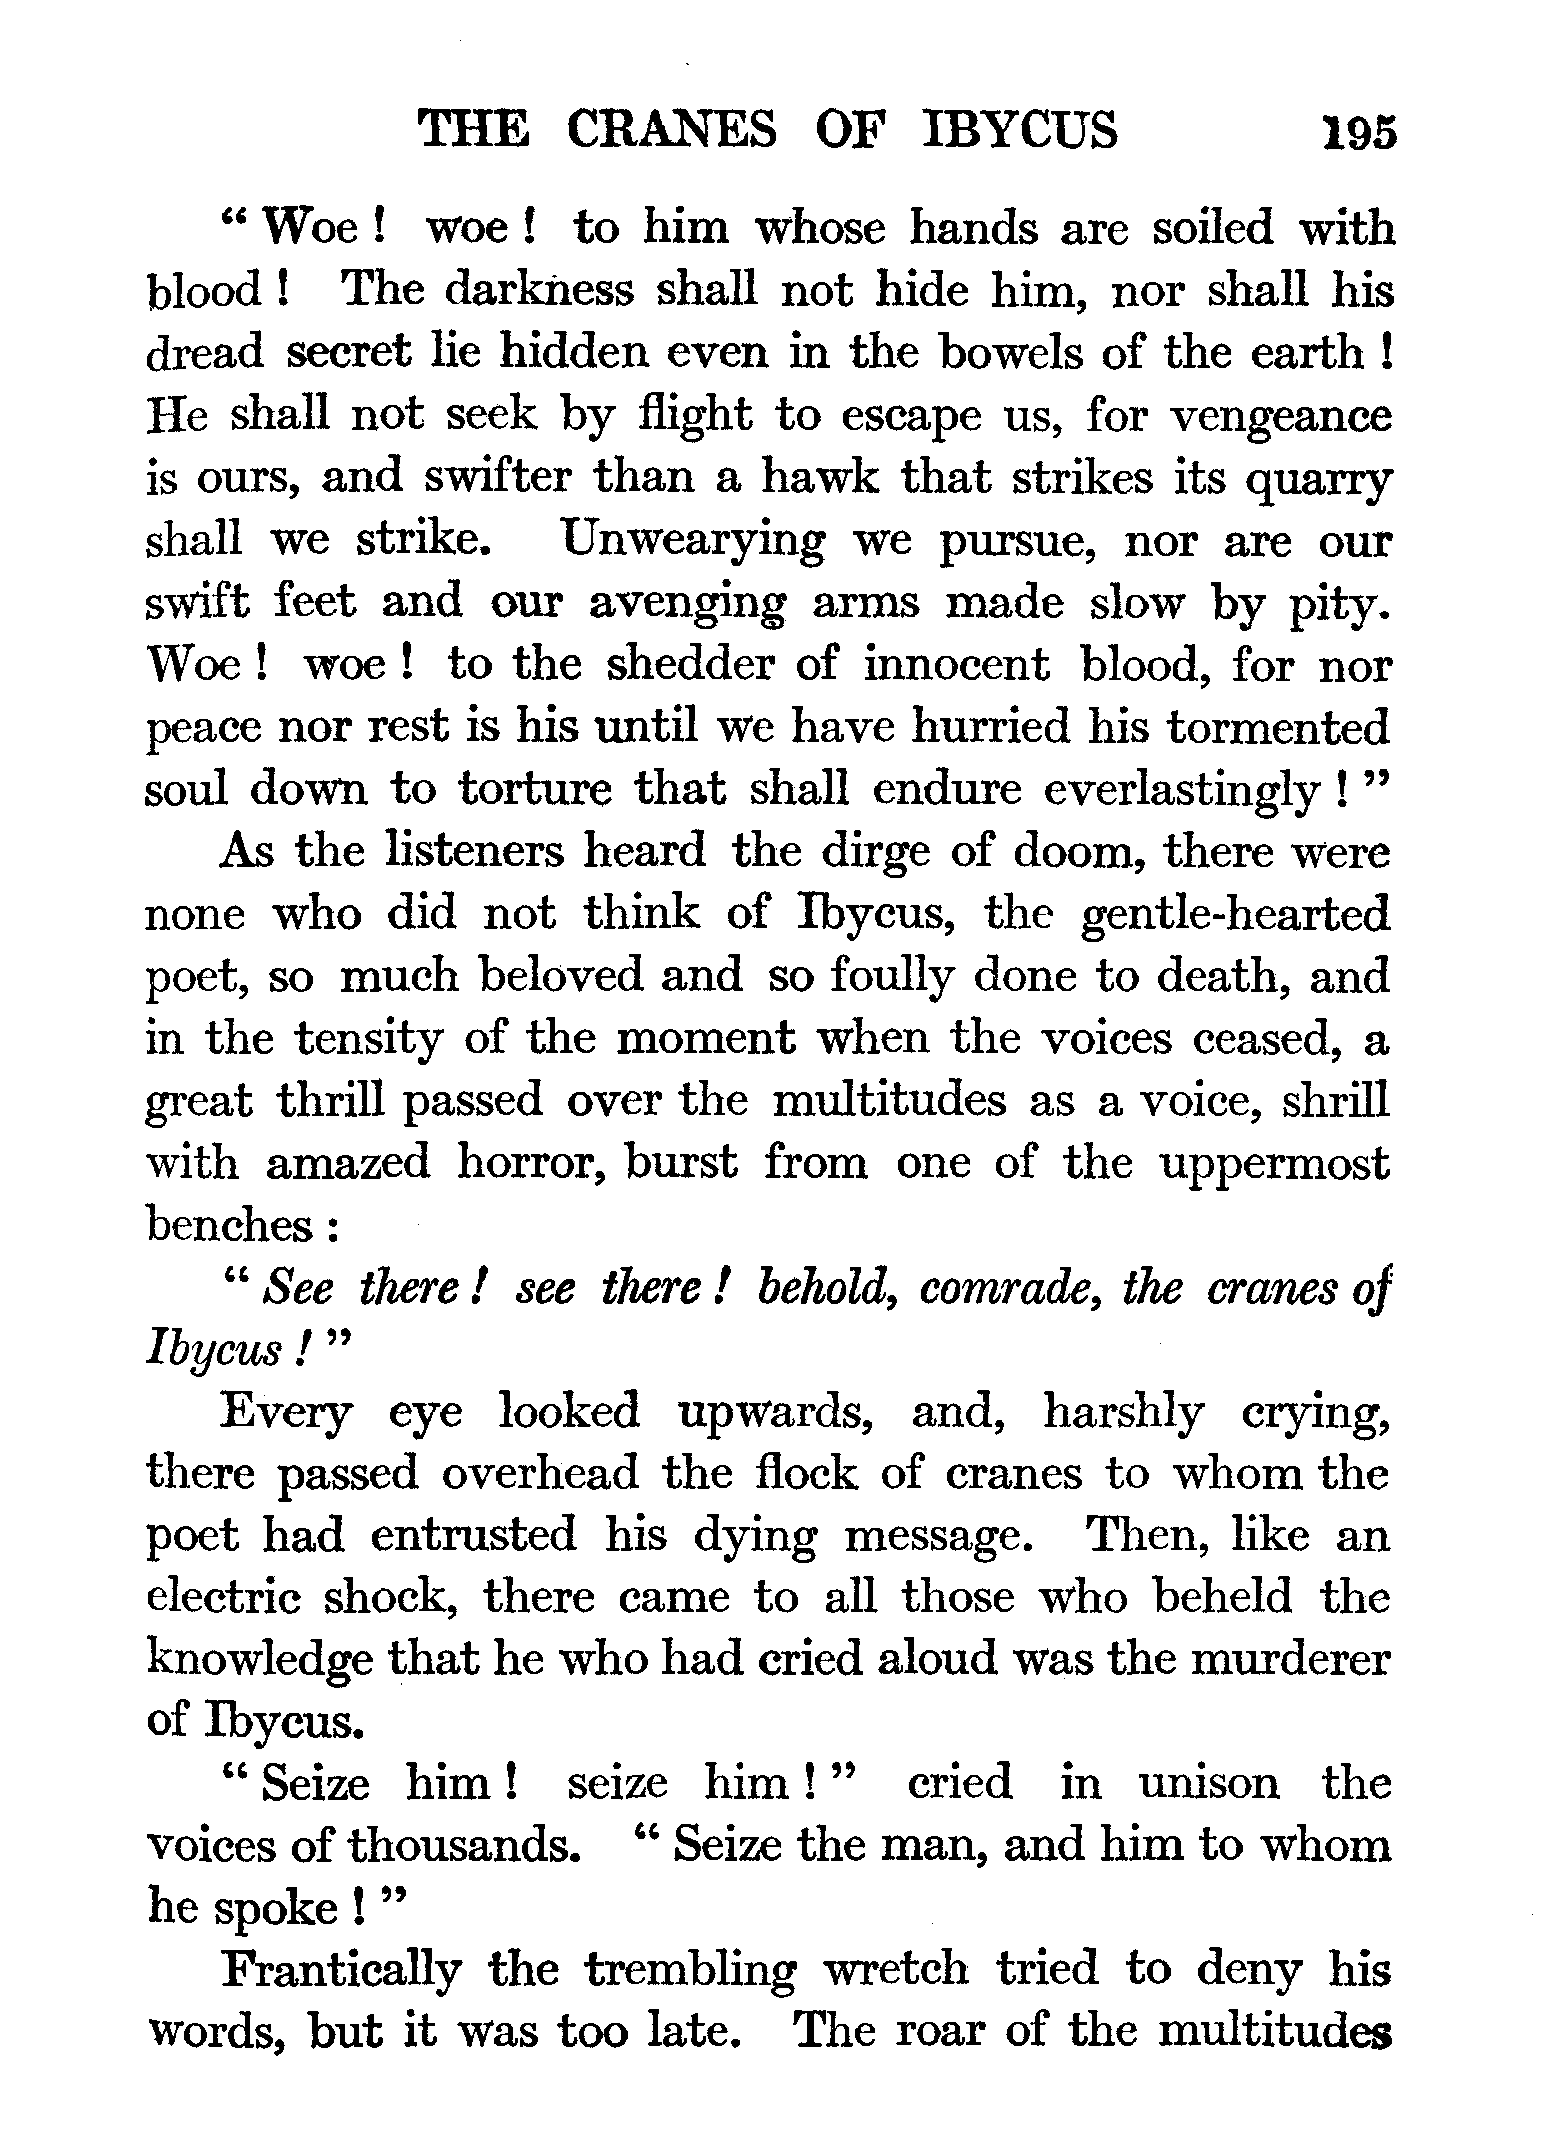 THE CRANES OF IBYCUS 195
“ Woe ! woe ! to him whose hands are soiled with
blood ! The darkness shall not hide him, nor shall his
dread secret lie hidden even in the bowels of the earth !
He shall not seek by flight to escape us, for vengeance
is ours, and swifter than a hawk that strikes its quarry
shall we strike. Unwearying we pursue, nor are our
swift feet and our avenging arms made slow by pity.
Woe ! woe ! to the shedder of innocent blood, for nor
peace nor rest is his until we have hurried his tormented
soul down to torture that shall endure everlastingly ! ”
As the listeners heard the dirge of doom, there were
none who did not think of Ibycus, the gentle-hearted
poet, so much beloved and so foully done to death, and
in the tensity of the moment when the voices ceased, a
great thrill passed over the multitudes as a voice, shrill
with amazed horror, burst from one of the uppermost
benches :
“ See there ! see there ! behold, comrade, the cranes of
Ibycus ! ”
Every eye looked upwards, and, harshly crying,
there passed overhead the flock of cranes to whom the
poet had entrusted his dying message. Then, like an
electric shock, there came to all those who beheld the
knowledge that he who had cried aloud was the murderer
of Ibycus.
“ Seize him ! seize him ! ” cried in unison the
voices of thousands. “ Seize the man, and him to whom
he spoke ! ”
Frantically the trembling wretch tried to deny his
words, but it was too late. The roar of the multitudes